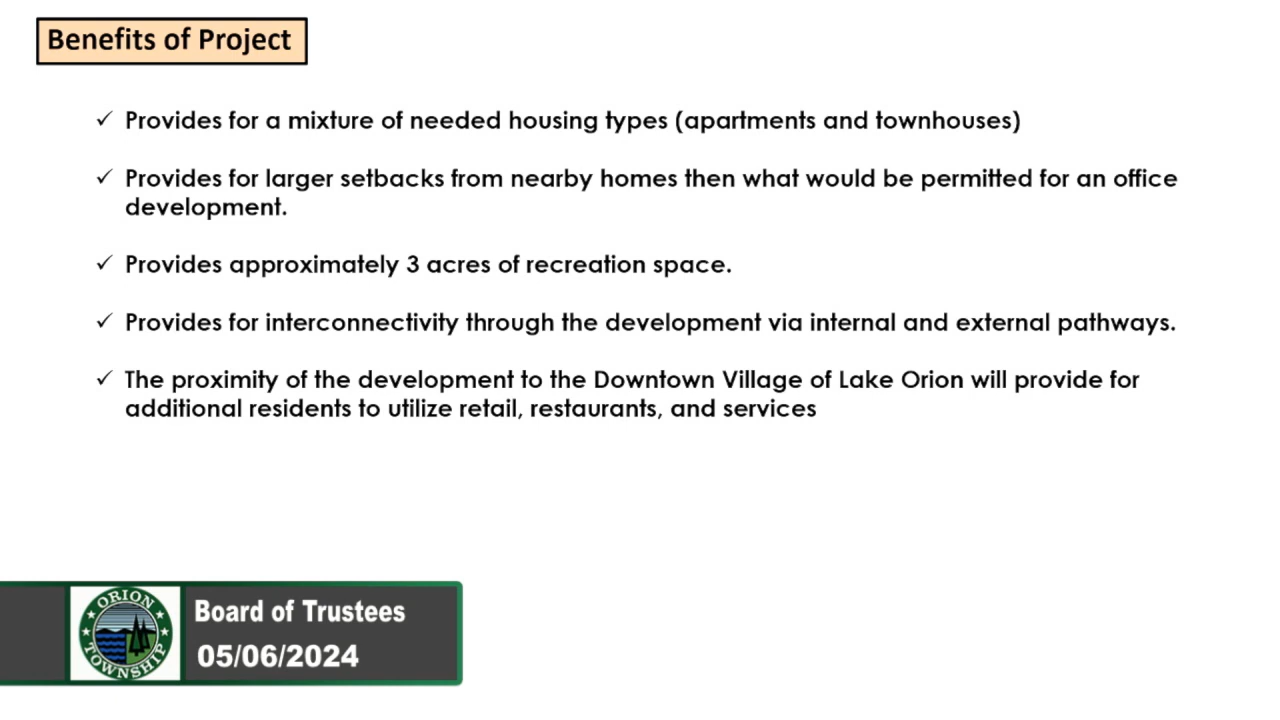 Benefits of Project
✓ Provides for a mixture of needed housing types (apartments and townhouses)
✓ Provides for larger setbacks from nearby homes then what would be permitted for an office
development.
✓ Provides approximately 3 acres of recreation space.
✓ Provides for interconnectivity through the development via internal and external pathways.
✓ The proximity of the development to the Downtown Village of Lake Orion will provide for
additional residents to utilize retail, restaurants, and services
ORION
TOWNSHIP
Board of Trustees
05/06/2024